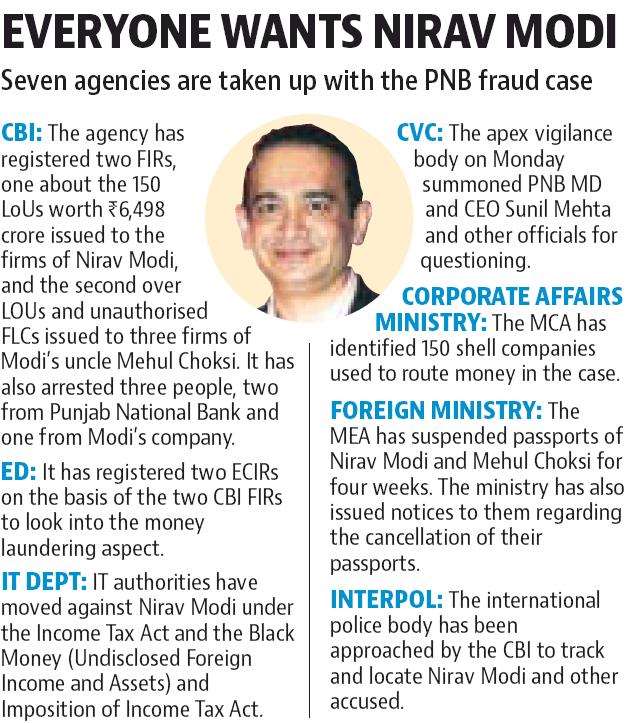 EVERYONE WANTS NIRAV MODI
Seven agencies are taken up with the PNB fraud case
CBI: The agency has
registered two FIRs,
one about the 150
LoUs worth ₹6,498
crore issued to the
firms of Nirav Modi,
and the second over
LOUs and unauthorised
FLCs issued to three firms of
Modi's uncle Mehul Choksi. It has
also arrested three people, two
from Punjab National Bank and
one from Modi's company.
ED: It has registered two ECIRs
on the basis of the two CBI FIRs
to look into the money
laundering aspect.
IT DEPT: IT authorities have
moved against Nirav Modi under
the Income Tax Act and the Black
Money (Undisclosed Foreign
Income and Assets) and
Imposition of Income Tax Act.
CVC: The apex vigilance
body on Monday
summoned PNB MD
and CEO Sunil Mehta
and other officials for
questioning.
CORPORATE AFFAIRS
MINISTRY: The MCA has
identified 150 shell companies
used to route money in the case.
FOREIGN MINISTRY: The
MEA has suspended passports of
Nirav Modi and Mehul Choksi for
four weeks. The ministry has also
issued notices to them regarding
the cancellation of their
passports.
INTERPOL: The international
police body has been
approached by the CBI to track
and locate Nirav Modi and other
accused.